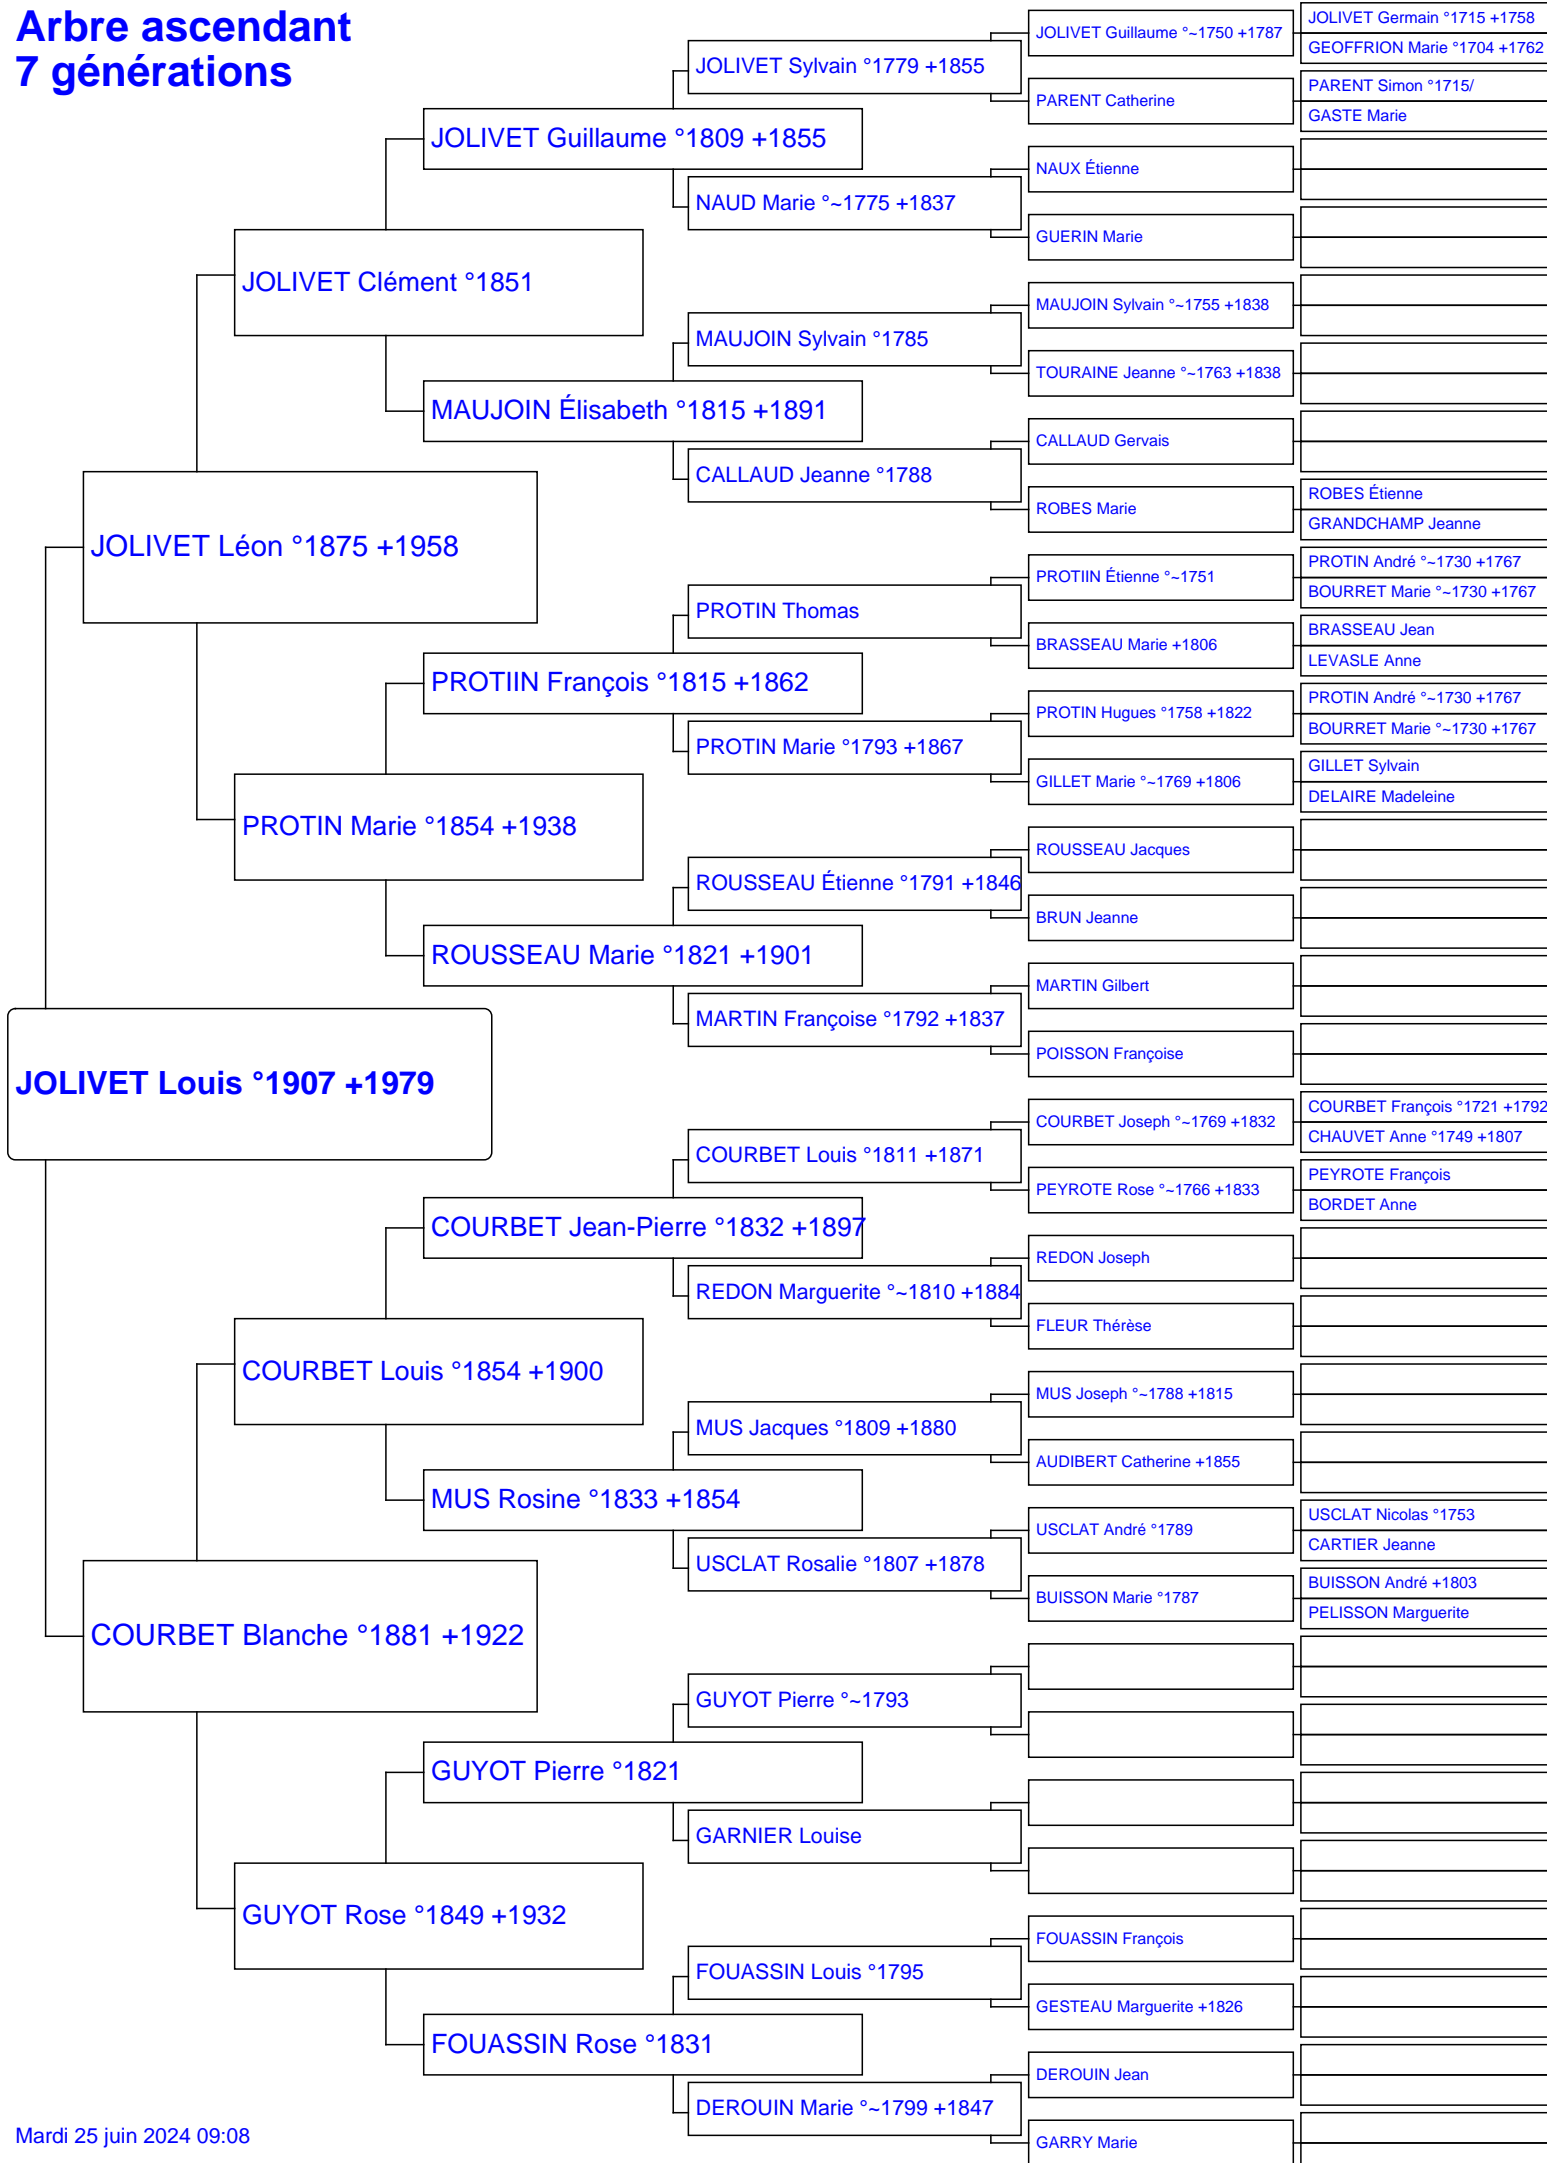 Arbre ascendant
7 générations
JOLIVET Louis °1907 +1979
JOLIVET Léon °1875 +1958
COURBET Blanche °1881 +1922
JOLIVET Clément °1851
PROTIN Marie °1854 +1938
COURBET Louis °1854 +1900
GUYOT Rose °1849 +1932
JOLIVET Guillaume °1809 +1855
MAUJOIN Élisabeth °1815 +1891
PROTIIN François °1815 +1862
ROUSSEAU Marie °1821 +1901
COURBET Jean-Pierre °1832 +1897
MUS Rosine °1833 +1854
GUYOT Pierre °1821
FOUASSIN Rose °1831
JOLIVET Sylvain °1779 +1855
NAUD Marie °~1775 +1837
MAUJOIN Sylvain °1785
CALLAUD Jeanne °1788
PROTIN Thomas
PROTIN Marie °1793 +1867
ROUSSEAU Étienne °1791 +1846
MARTIN Françoise °1792 +1837
COURBET Louis °1811 +1871
REDON Marguerite °~1810 +1884
MUS Jacques °1809 +1880
USCLAT Rosalie °1807 +1878
GUYOT Pierre °~1793
GARNIER Louise
FOUASSIN Louis °1795
DEROUIN Marie °~1799 +1847
JOLIVET Guillaume °~1750 +1787
PARENT Catherine
NAUX Étienne
GUERIN Marie
MAUJOIN Sylvain °~1755 +1838
TOURAINE Jeanne °~1763 +1838
CALLAUD Gervais
ROBES Marie
PROTIIN Étienne °~1751
BRASSEAU Marie +1806
PROTIN Hugues °1758 +1822
GILLET Marie °~1769 +1806
ROUSSEAU Jacques
BRUN Jeanne
MARTIN Gilbert
POISSON Françoise
COURBET Joseph °~1769 +1832
PEYROTE Rose °~1766 +1833
REDON Joseph
FLEUR Thérèse
MUS Joseph °~1788 +1815
AUDIBERT Catherine +1855
USCLAT André °1789
BUISSON Marie °1787
FOUASSIN François
GESTEAU Marguerite +1826
DEROUIN Jean
GARRY Marie
JOLIVET Germain °1715 +1758
GEOFFRION Marie °1704 +1762
PARENT Simon °1715/
GASTE Marie
ROBES Étienne
GRANDCHAMP Jeanne
PROTIN André °~1730 +1767
BOURRET Marie °~1730 +1767
BRASSEAU Jean
LEVASLE Anne
PROTIN André °~1730 +1767
BOURRET Marie °~1730 +1767
GILLET Sylvain
DELAIRE Madeleine
COURBET François °1721 +1792
CHAUVET Anne °1749 +1807
PEYROTE François
BORDET Anne
USCLAT Nicolas °1753
CARTIER Jeanne
BUISSON André +1803
PELISSON Marguerite
Mardi 25 juin 2024 09:08